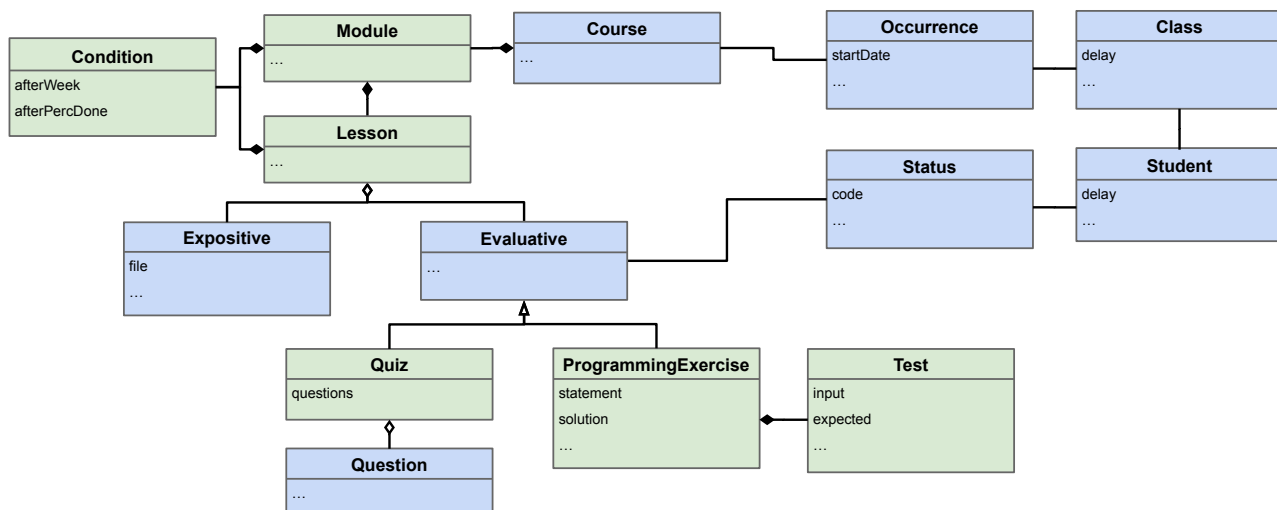 Condition
afterWeek
afterPercDone
Module
…
Course
…
Occurrence
startDate
…
Class
delay
…
Lesson
…
Status
code
…
Student
delay
…
Expositive
file
…
Evaluative
…
Quiz
questions
ProgrammingExercise
statement
solution
…
Test
input
expected
…
Question
…